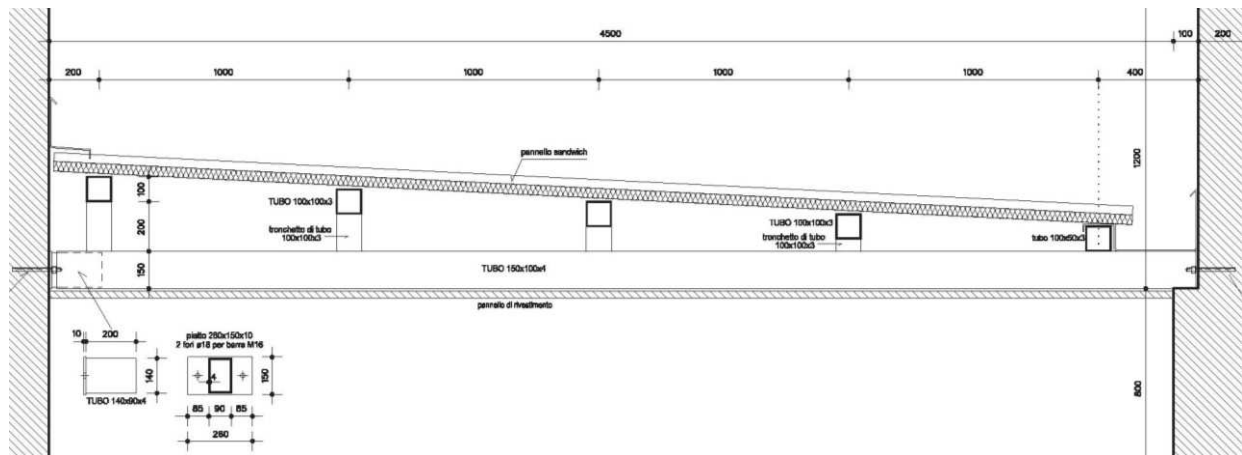 4500
100
200
200
1000
1000
1000
1000
400
pannello sandwich
1200
100
TUBO 100x100x3
TUBO 100x100x3
200
tronchetto di tubo
100x100x3
tronchetto di tubo
100x100x3
tubo 100x50x3
150
TUBO 150x100x4
pannello di rivestimento
10
200
piatto 260x150x10
2 fori ø18 per barra M16
140
4
150
TUBO 140x90x4
85
90
85
260
800